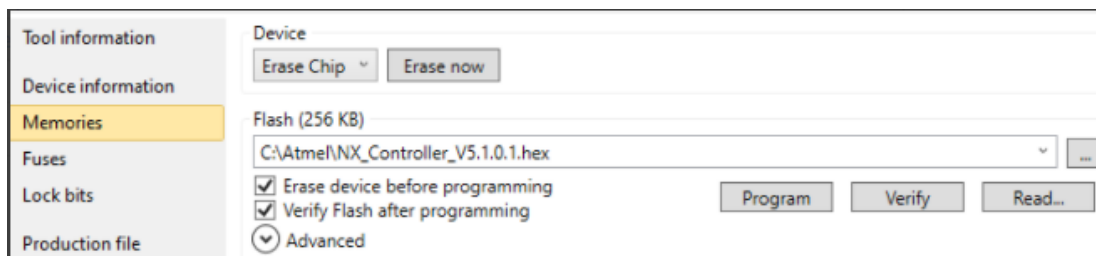 Tool information
Device information
Memories
Fuses
Lock bits
Production file
Device
Erase Chip Erase now
Flash (256 KB)
C:\Atmel\NX_Controller_V5.1.0.1.hex ...
Erase device before programming
Verify Flash after programming
Program Verify Read...
Advanced